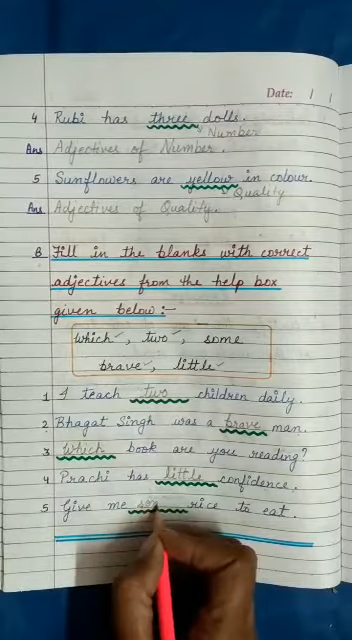 Date: / /
4 Rubi has three dolls.
Number
Ans Adjectives of Number.
5 Sunflowers are yellow in colour.
Quality
Ans Adjectives of Quality.
B Fill in the blanks with correct
adjectives from the help box
given below:-
which, two, some
brave, little
1 I teach two children daily.
2 Bhagat Singh was a brave man.
3 Which book are you reading?
4 Prachi has little confidence.
5 Give me so rice to eat.